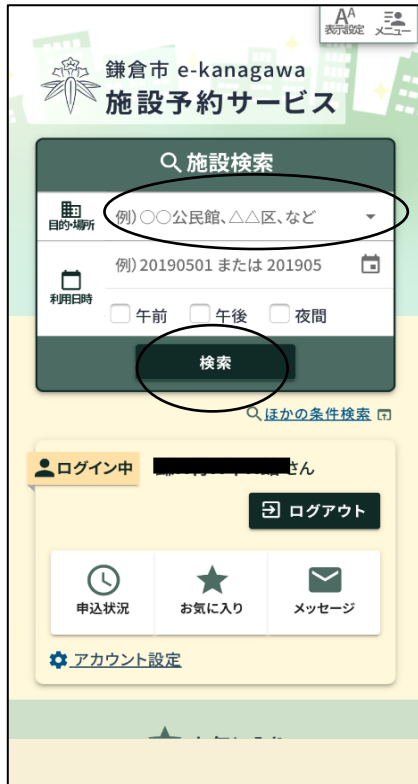 AA
表示設定 メニュー
鎌倉市 e-kanagawa
施設予約サービス
施設検索
目的・場所
例)○○公民館、△△区、など
例)20190501 または 201905
利用日時
午前 午後 夜間
検索
ほかの条件検索
ログイン中 さん
ログアウト
申込状況 お気に入り メッセージ
アカウント設定